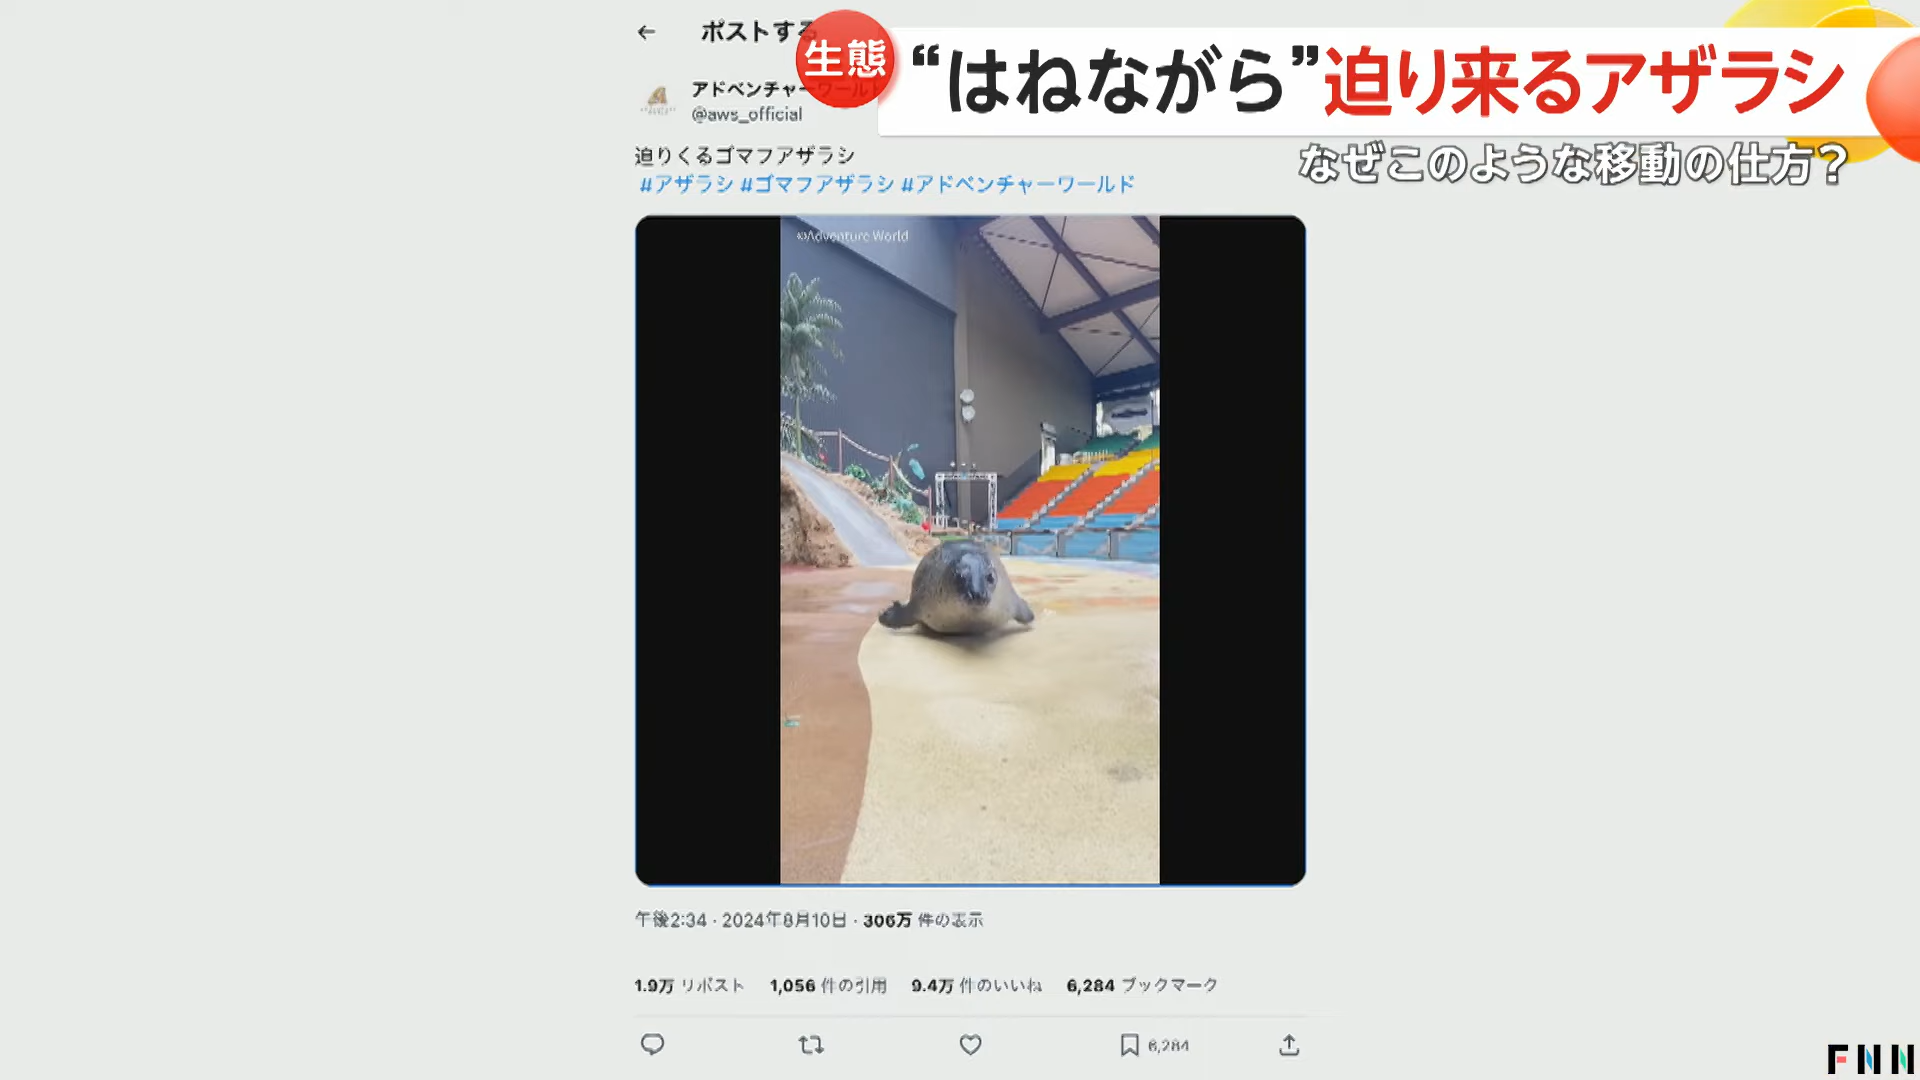 ポストする
生態
“はねながら”迫り来るアザラシ
なぜこのような移動の仕方？
アドベンチャーワールド
@aws_official
迫りくるゴマフアザラシ
#アザラシ #ゴマフアザラシ #アドベンチャーワールド
©Adventure World
午後2:34 · 2024年8月10日 · 306万 件の表示
1.9万 リポスト 1,056 件の引用 9.4万 件のいいね 6,284 ブックマーク
6,284
FNN